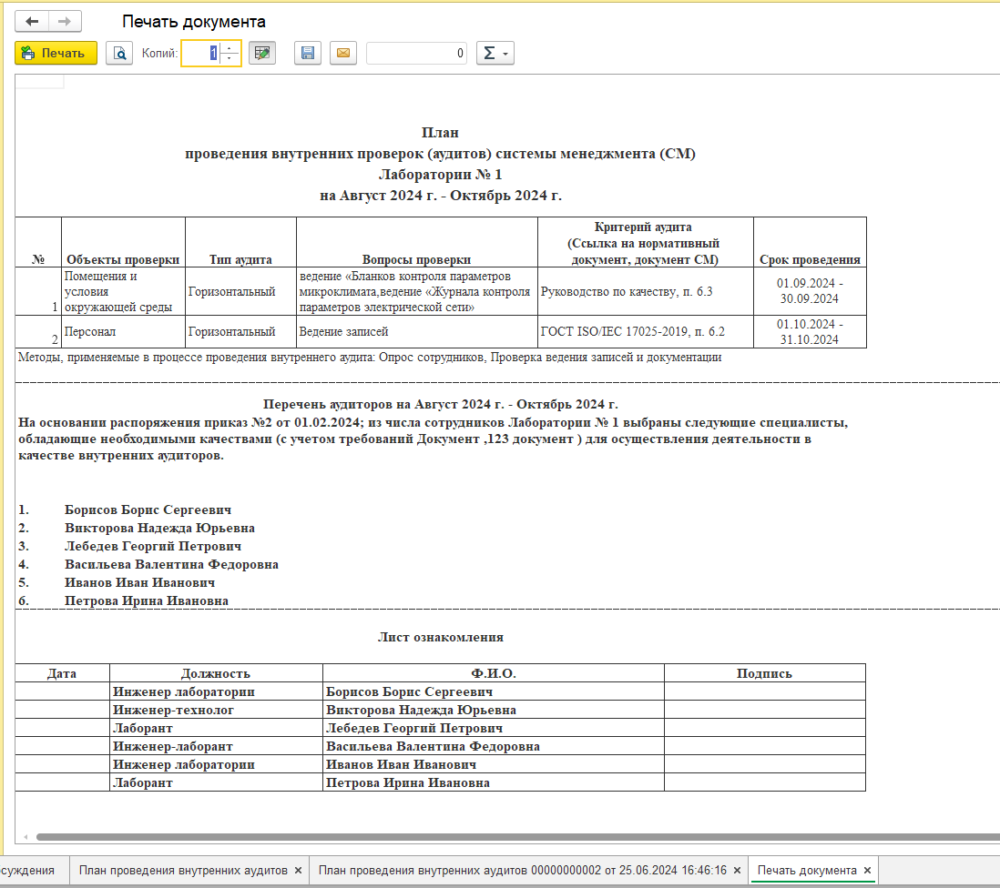 Печать документа
Печать
Копий:
1
0
Σ
План
проведения внутренних проверок (аудитов) системы менеджмента (СМ)
Лаборатории № 1
на Август 2024 г. - Октябрь 2024 г.
Критерий аудита
(Ссылка на нормативный
№ Объекты проверки Тип аудита Вопросы проверки документ, документ СМ) Срок проведения
Помещения и
условия
окружающей среды
1
Горизонтальный
ведение «Бланков контроля параметров
микроклимата,ведение «Журнала контроля
параметров электрической сети»
Руководство по качеству, п. 6.3
01.09.2024 -
30.09.2024
2
Персонал
Горизонтальный
Ведение записей
ГОСТ ISO/IEC 17025-2019, п. 6.2
01.10.2024 -
31.10.2024
Методы, применяемые в процессе проведения внутреннего аудита: Опрос сотрудников, Проверка ведения записей и документации
Перечень аудиторов на Август 2024 г. - Октябрь 2024 г.
На основании распоряжения приказ №2 от 01.02.2024; из числа сотрудников Лаборатории № 1 выбраны следующие специалисты,
обладающие необходимыми качествами (с учетом требований Документ ,123 документ ) для осуществления деятельности в
качестве внутренних аудиторов.
1. Борисов Борис Сергеевич
2. Викторова Надежда Юрьевна
3. Лебедев Георгий Петрович
4. Васильева Валентина Федоровна
5. Иванов Иван Иванович
6. Петрова Ирина Ивановна
Лист ознакомления
Дата Должность Ф.И.О. Подпись
Инженер лаборатории Борисов Борис Сергеевич
Инженер-технолог Викторова Надежда Юрьевна
Лаборант Лебедев Георгий Петрович
Инженер-лаборант Васильева Валентина Федоровна
Инженер лаборатории Иванов Иван Иванович
Лаборант Петрова Ирина Ивановна
суждения План проведения внутренних аудитов × План проведения внутренних аудитов 00000000002 от 25.06.2024 16:46:16 × Печать документа ×